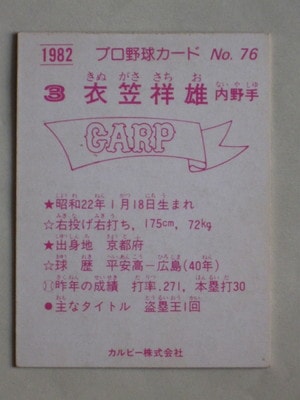 1982 プロ野球カード No. 76
きぬ がさ さち お ない や しゅ
3 衣笠祥雄 内野手
CARP
★昭和22年1月18日生まれ
☆右投げ右打ち, 175cm, 72kg
★出身地 京都府
☆球 歴 平安高ー広島(40年)
昨年の成績 打率.271, 本塁打30
●主なタイトル 盗塁王1回
カルビー株式会社